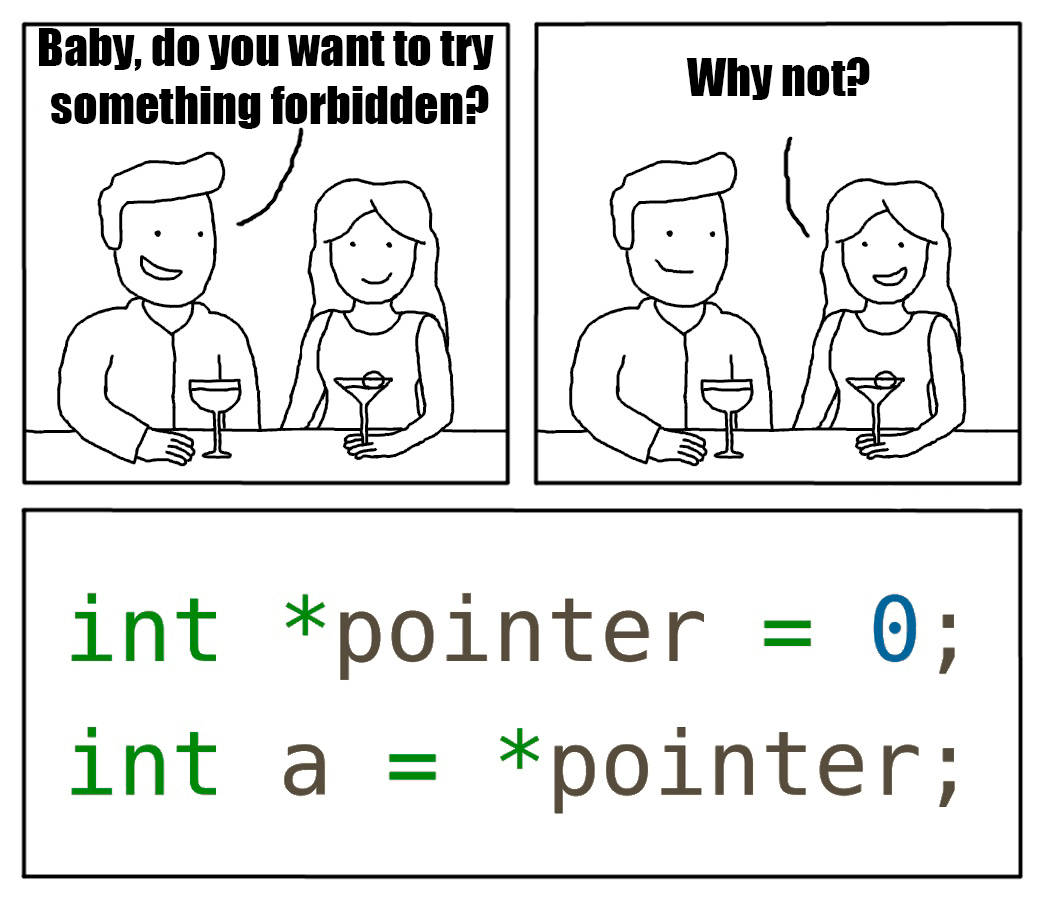 Baby, do you want to try
something forbidden?
Why not?
int *pointer = 0;
int a = *pointer;